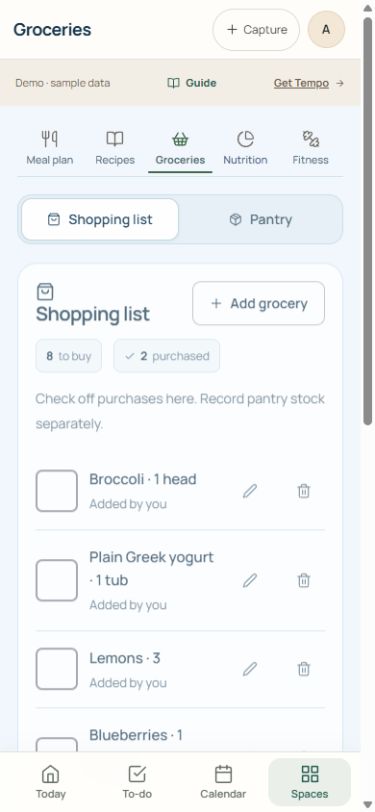 Groceries
+ Capture
A
Demo · sample data
Guide
Get Tempo →
Meal plan
Recipes
Groceries
Nutrition
Fitness
Shopping list
Pantry
Shopping list
+ Add grocery
8 to buy
✓ 2 purchased
Check off purchases here. Record pantry stock
separately.
Broccoli · 1 head
Added by you
Plain Greek yogurt
· 1 tub
Added by you
Lemons · 3
Added by you
Blueberries · 1
Today
To-do
Calendar
Spaces